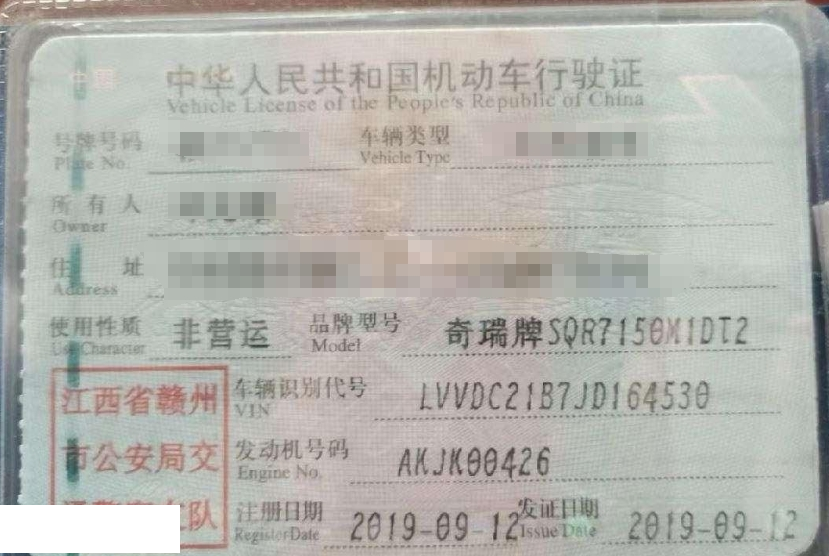 中华人民共和国机动车行驶证
Vehicle License of the People's Republic of China
号牌号码 车辆类型
Plate No. Vehicle Type
所有人
Owner
住址
Address
使用性质 非营运 品牌型号 奇瑞牌SQR7150M1DT2
Use Character Model
江西省赣州 车辆识别代号 LVVDC21B7JD164530
VIN
市公安局交 发动机号码 AKJK00426
Engine No.
队 注册日期 2019-09-12 发证日期 2019-09-12
Register Date Issue Date